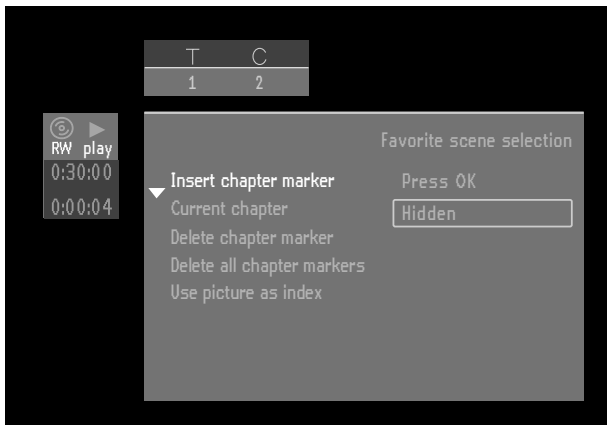 T C
1 2
RW play
0:30:00
0:00:04
Favorite scene selection
Insert chapter marker Press OK
Current chapter Hidden
Delete chapter marker
Delete all chapter markers
Use picture as index